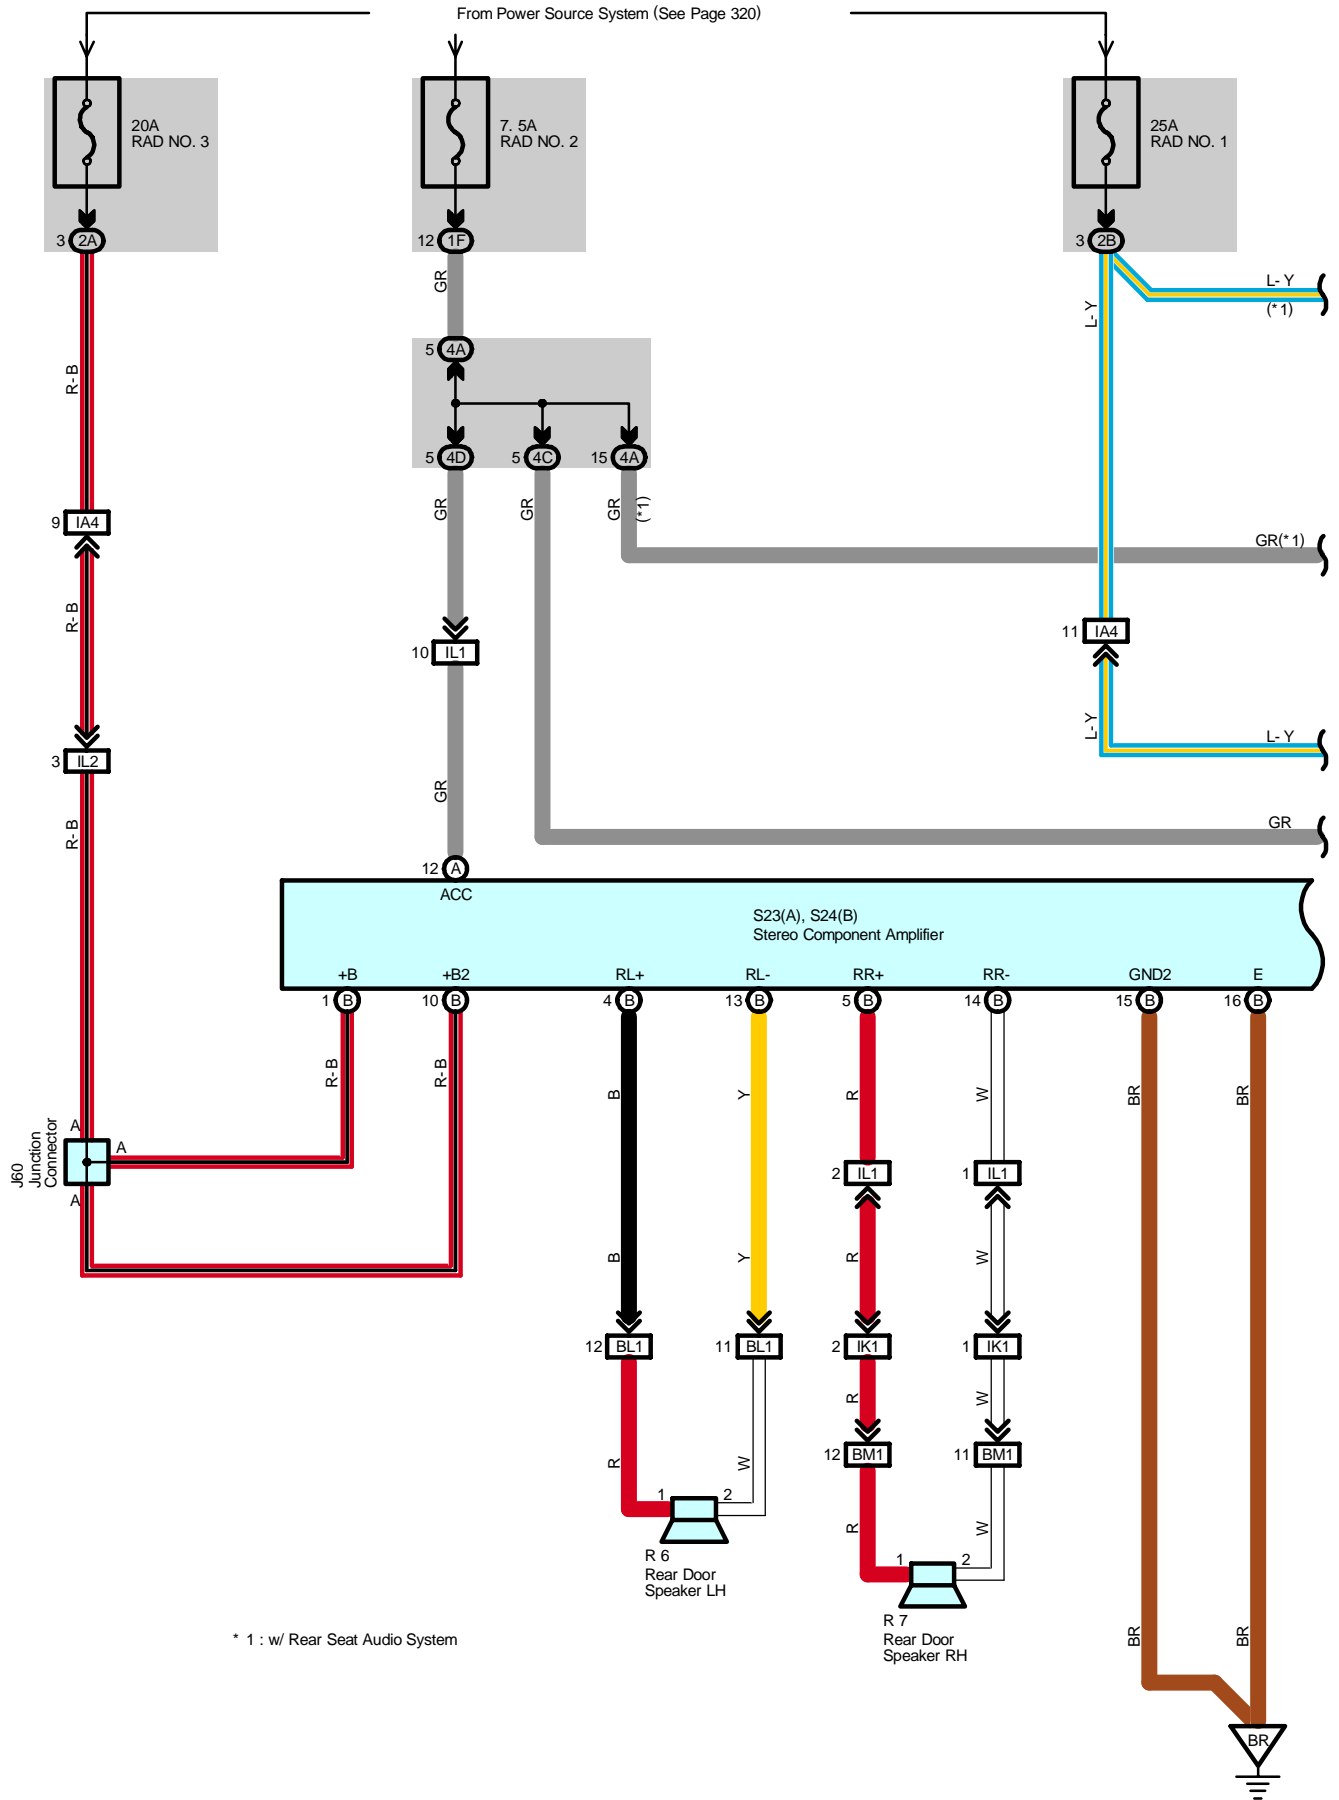 From Power Source System (See Page 320)
20A
RAD NO. 3
7. 5A
RAD NO. 2
25A
RAD NO. 1
3 2A
12 1F
3 2B
GR
L- Y
L- Y
(* 1)
5 4A
R- B
5 4D
5 4C
15 4A
GR
GR
GR
(* 1)
9 IA4
GR(* 1)
R- B
11 IA4
10 IL1
L- Y
L- Y
3 IL2
GR
R- B
GR
12 A
ACC
S23(A), S24(B)
Stereo Component Amplifier
+B
+B2
RL+
RL-
RR+
RR-
GND2
E
1 B
10 B
4 B
13 B
5 B
14 B
15 B
16 B
R- B
R- B
B
Y
R
W
BR
BR
J60
Junction
Connector
A
A
A
2 IL1
1 IL1
B
Y
R
W
12 BL1
11 BL1
2 IK1
1 IK1
R
W
12 BM1
11 BM1
R
W
1
2
R
W
R 6
Rear Door
Speaker LH
1
2
R 7
Rear Door
Speaker RH
* 1 : w/ Rear Seat Audio System
BR
BR
BR